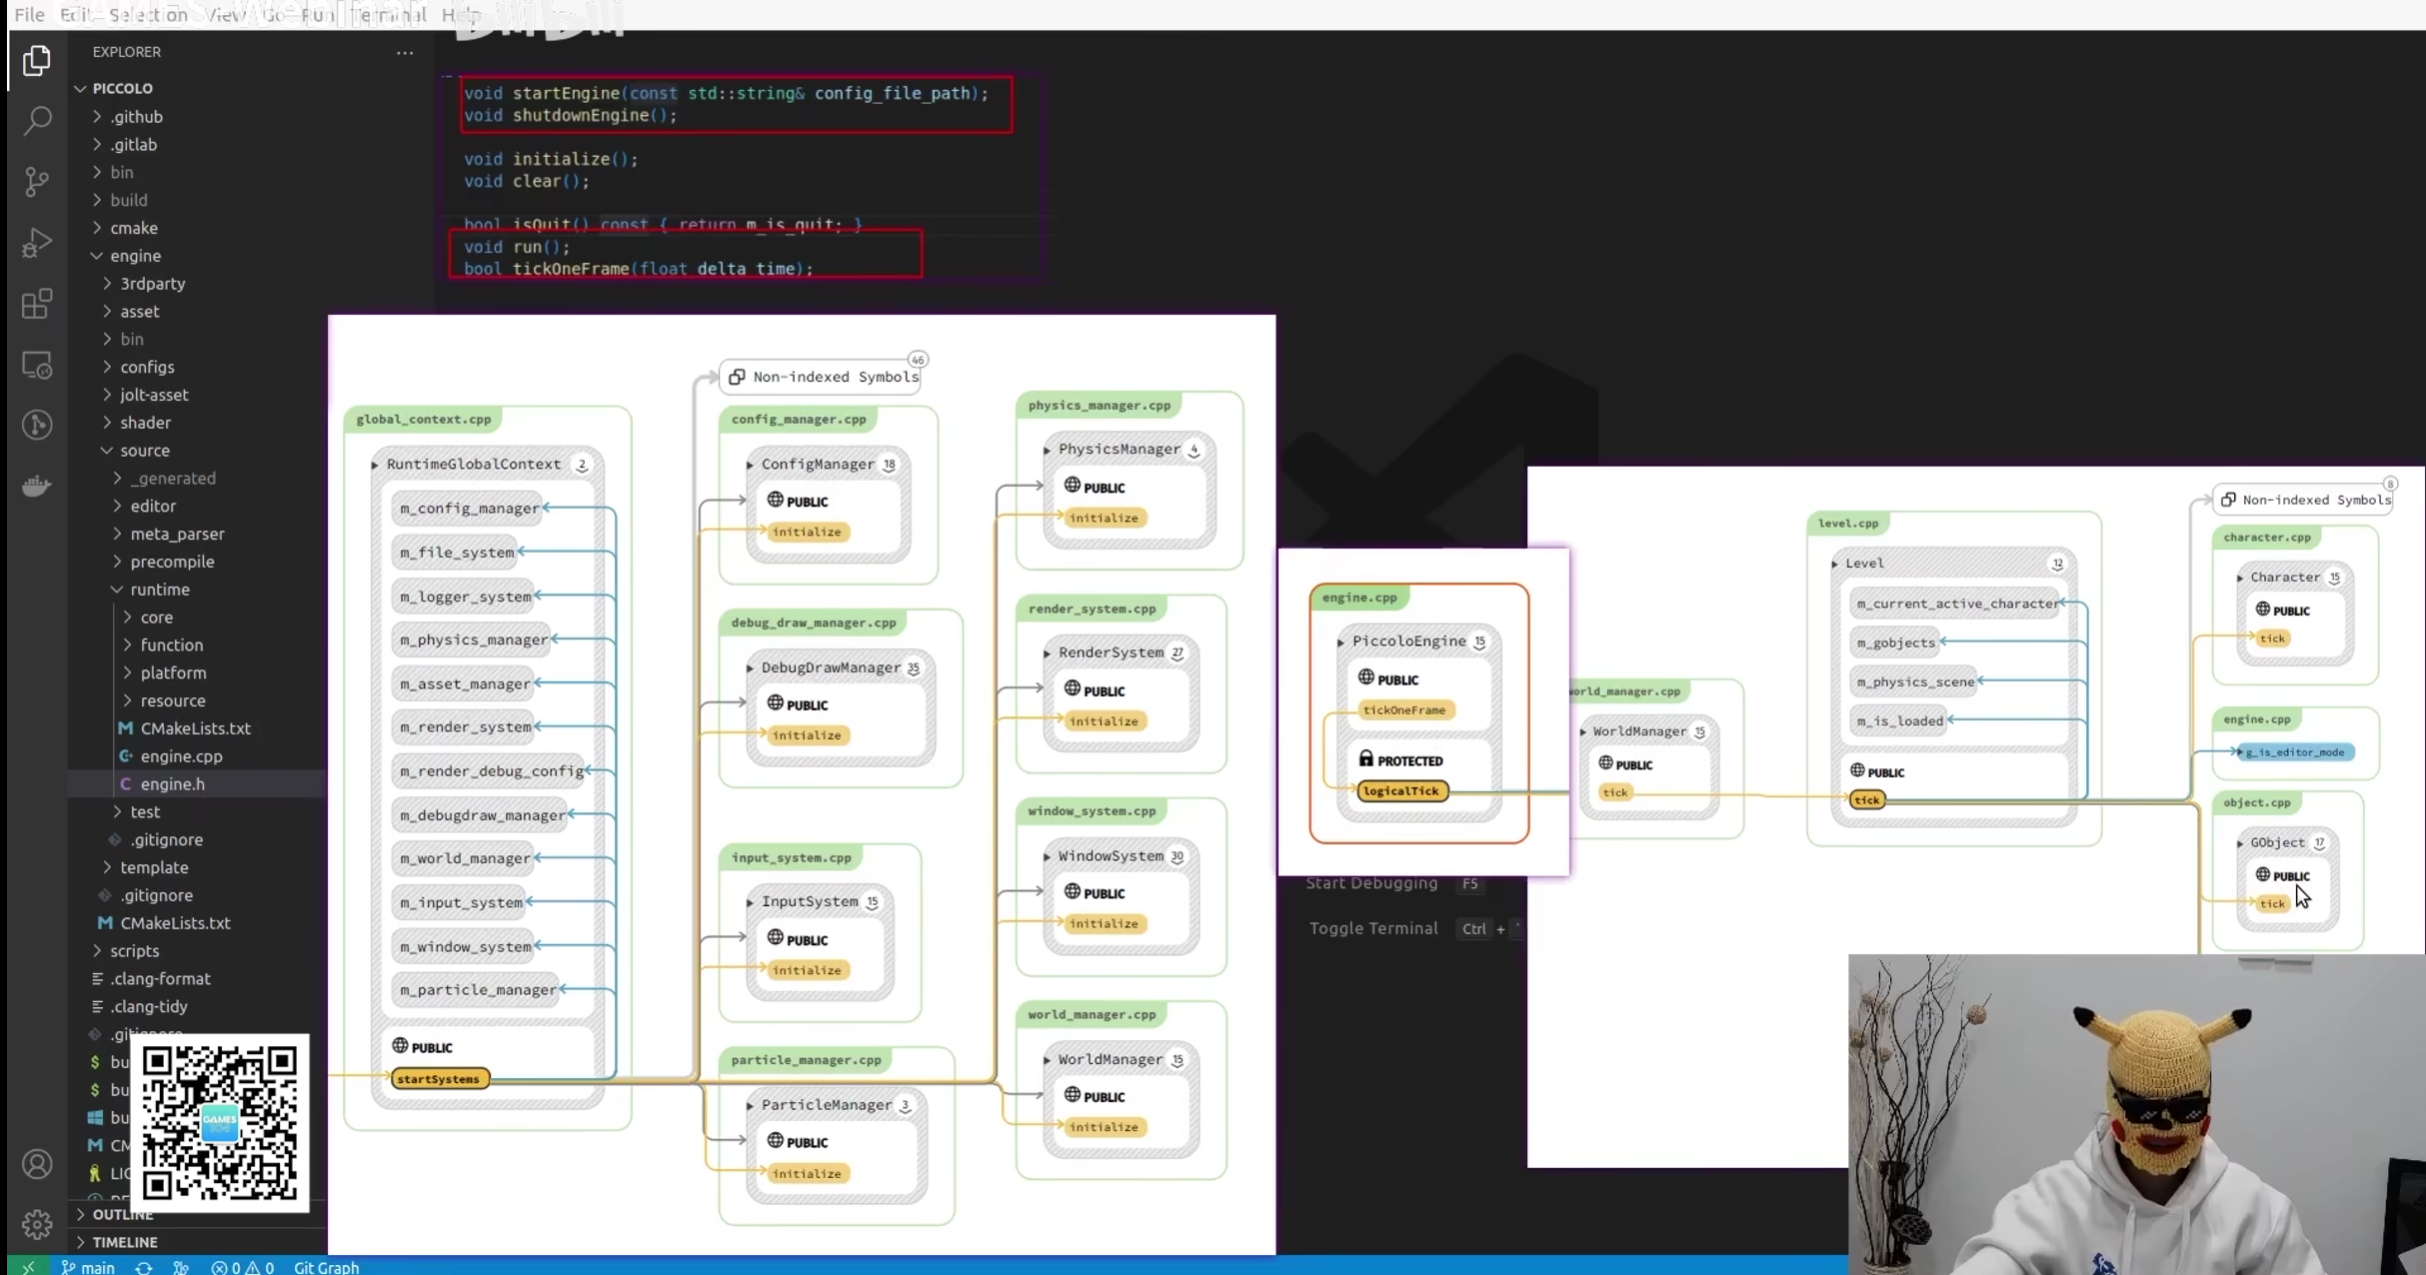 File Edit Selection View Go Run Terminal Help
GAMES-Webinar
EXPLORER
PICCOLO
.github
.gitlab
bin
build
cmake
engine
3rdparty
asset
bin
configs
jolt-asset
shader
source
_generated
editor
meta_parser
precompile
runtime
core
function
platform
resource
CMakeLists.txt
engine.cpp
engine.h
test
.gitignore
template
.gitignore
CMakeLists.txt
scripts
.clang-format
.clang-tidy
.gitignore
bu
bu
bu
CM
LIC
OUTLINE
TIMELINE
main
0 0
Git Graph
void startEngine(const std::string& config_file_path);
void shutdownEngine();
void initialize();
void clear();
bool isQuit() const { return m_is_quit; }
void run();
bool tickOneFrame(float delta_time);
global_context.cpp
RuntimeGlobalContext 2
m_config_manager
m_file_system
m_logger_system
m_physics_manager
m_asset_manager
m_render_system
m_render_debug_config
m_debugdraw_manager
m_world_manager
m_input_system
m_window_system
m_particle_manager
PUBLIC
startSystems
Non-indexed Symbols 46
config_manager.cpp
ConfigManager 18
PUBLIC
initialize
debug_draw_manager.cpp
DebugDrawManager 35
PUBLIC
initialize
input_system.cpp
InputSystem 15
PUBLIC
initialize
particle_manager.cpp
ParticleManager 3
PUBLIC
initialize
physics_manager.cpp
PhysicsManager 4
PUBLIC
initialize
render_system.cpp
RenderSystem 27
PUBLIC
initialize
window_system.cpp
WindowSystem 30
PUBLIC
initialize
world_manager.cpp
WorldManager 15
PUBLIC
initialize
engine.cpp
PiccoloEngine 15
PUBLIC
tickOneFrame
PROTECTED
logicalTick
Start Debugging F5
Toggle Terminal Ctrl + `
world_manager.cpp
WorldManager 15
PUBLIC
tick
level.cpp
Level 12
m_current_active_character
m_gobjects
m_physics_scene
m_is_loaded
PUBLIC
tick
Non-indexed Symbols 8
character.cpp
Character 15
PUBLIC
tick
engine.cpp
g_is_editor_mode
object.cpp
GObject 17
PUBLIC
tick
GAMES
104